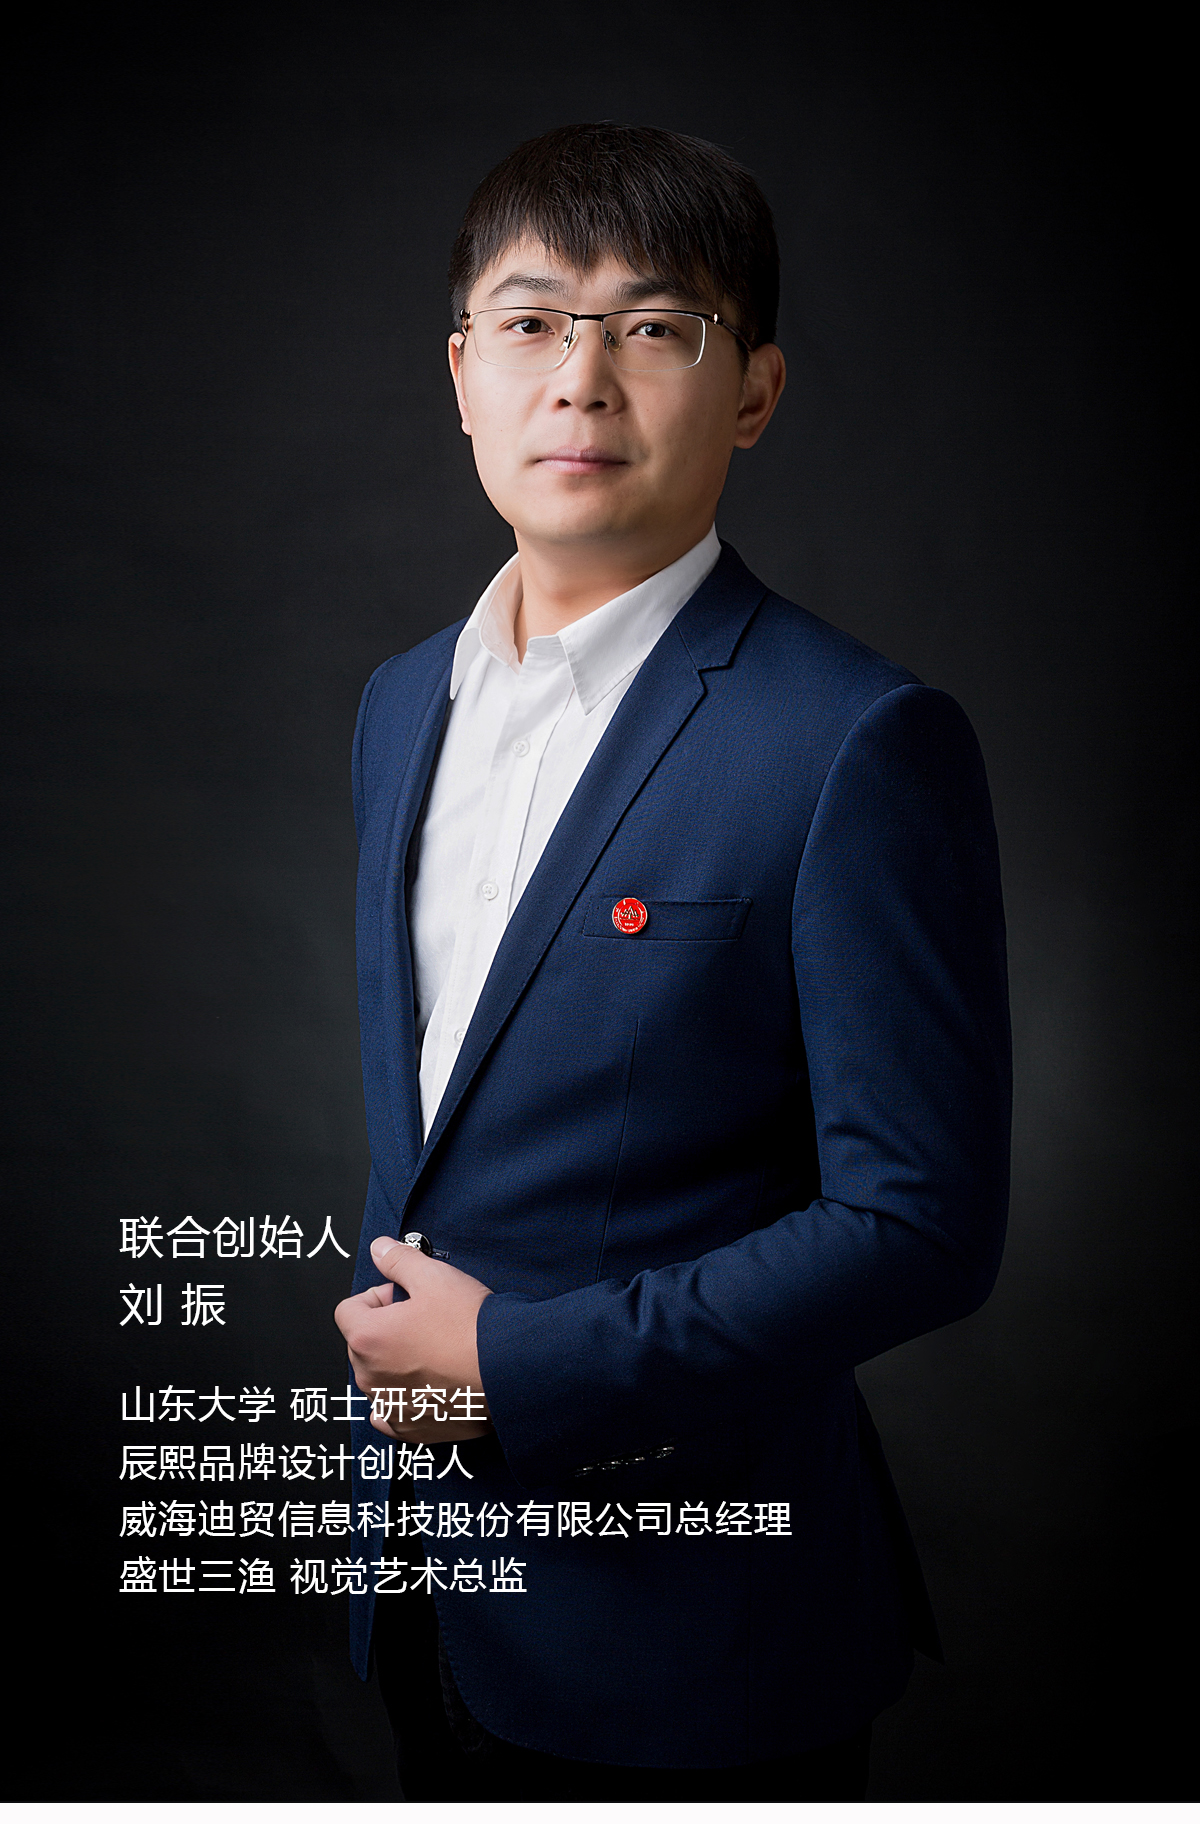 联合创始人
刘 振
山东大学 硕士研究生
辰熙品牌设计创始人
威海迪贸信息科技股份有限公司总经理
盛世三渔 视觉艺术总监